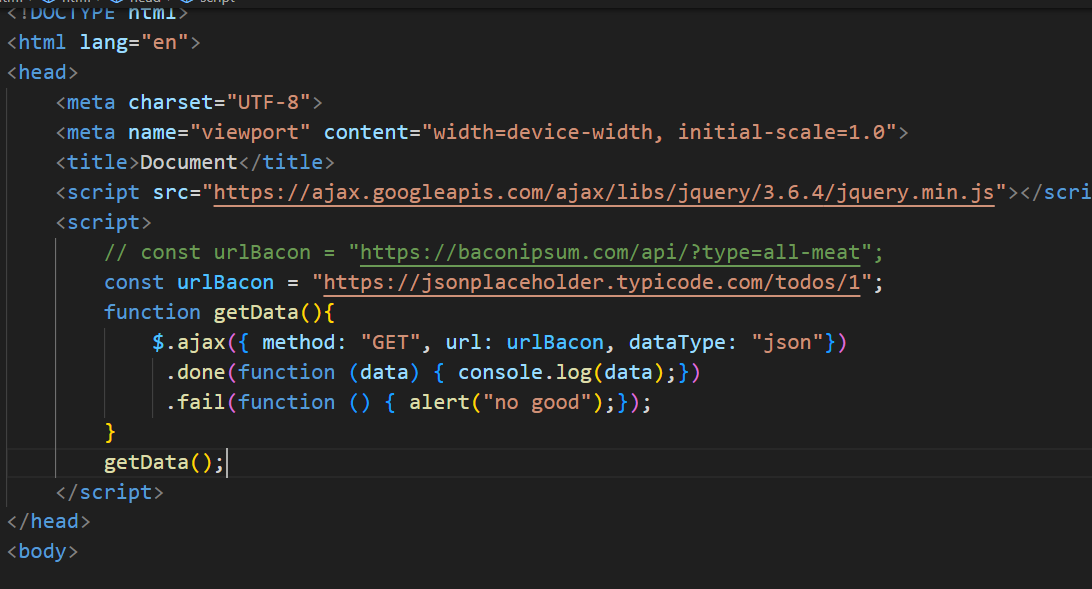 <!DOCTYPE html>
<html lang="en">
<head>
<meta charset="UTF-8">
<meta name="viewport" content="width=device-width, initial-scale=1.0">
<title>Document</title>
<script src="https://ajax.googleapis.com/ajax/libs/jquery/3.6.4/jquery.min.js"></scri
<script>
// const urlBacon = "https://baconipsum.com/api/?type=all-meat";
const urlBacon = "https://jsonplaceholder.typicode.com/todos/1";
function getData(){
$.ajax({ method: "GET", url: urlBacon, dataType: "json"})
.done(function (data) { console.log(data);})
.fail(function () { alert("no good");});
}
getData();
</script>
</head>
<body>